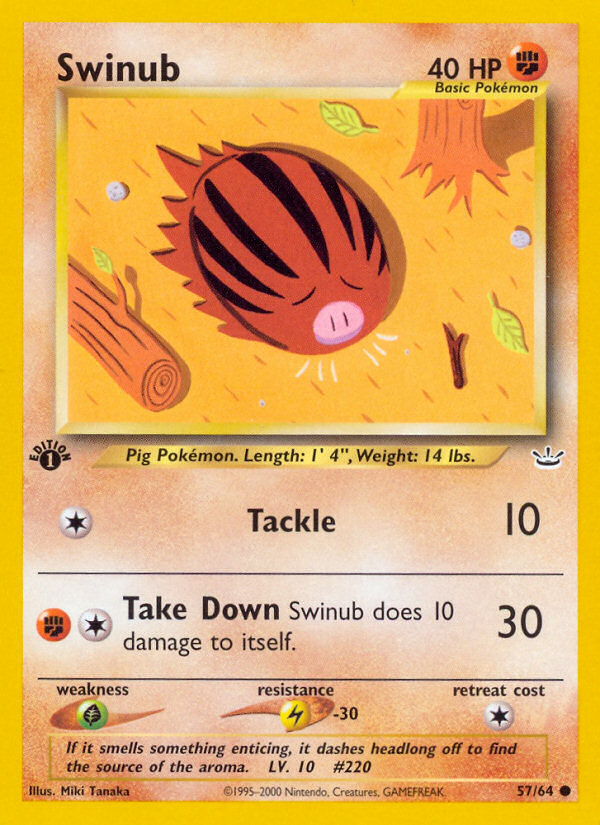 Swinub
40 HP
Basic Pokémon
EDITION
1
Pig Pokémon. Length: 1' 4", Weight: 14 lbs.
Tackle 10
Take Down Swinub does 10
damage to itself.
30
weakness resistance retreat cost
-30
If it smells something enticing, it dashes headlong off to find
the source of the aroma. LV. 10 #220
Illus. Miki Tanaka ©1995-2000 Nintendo, Creatures, GAMEFREAK. 57/64